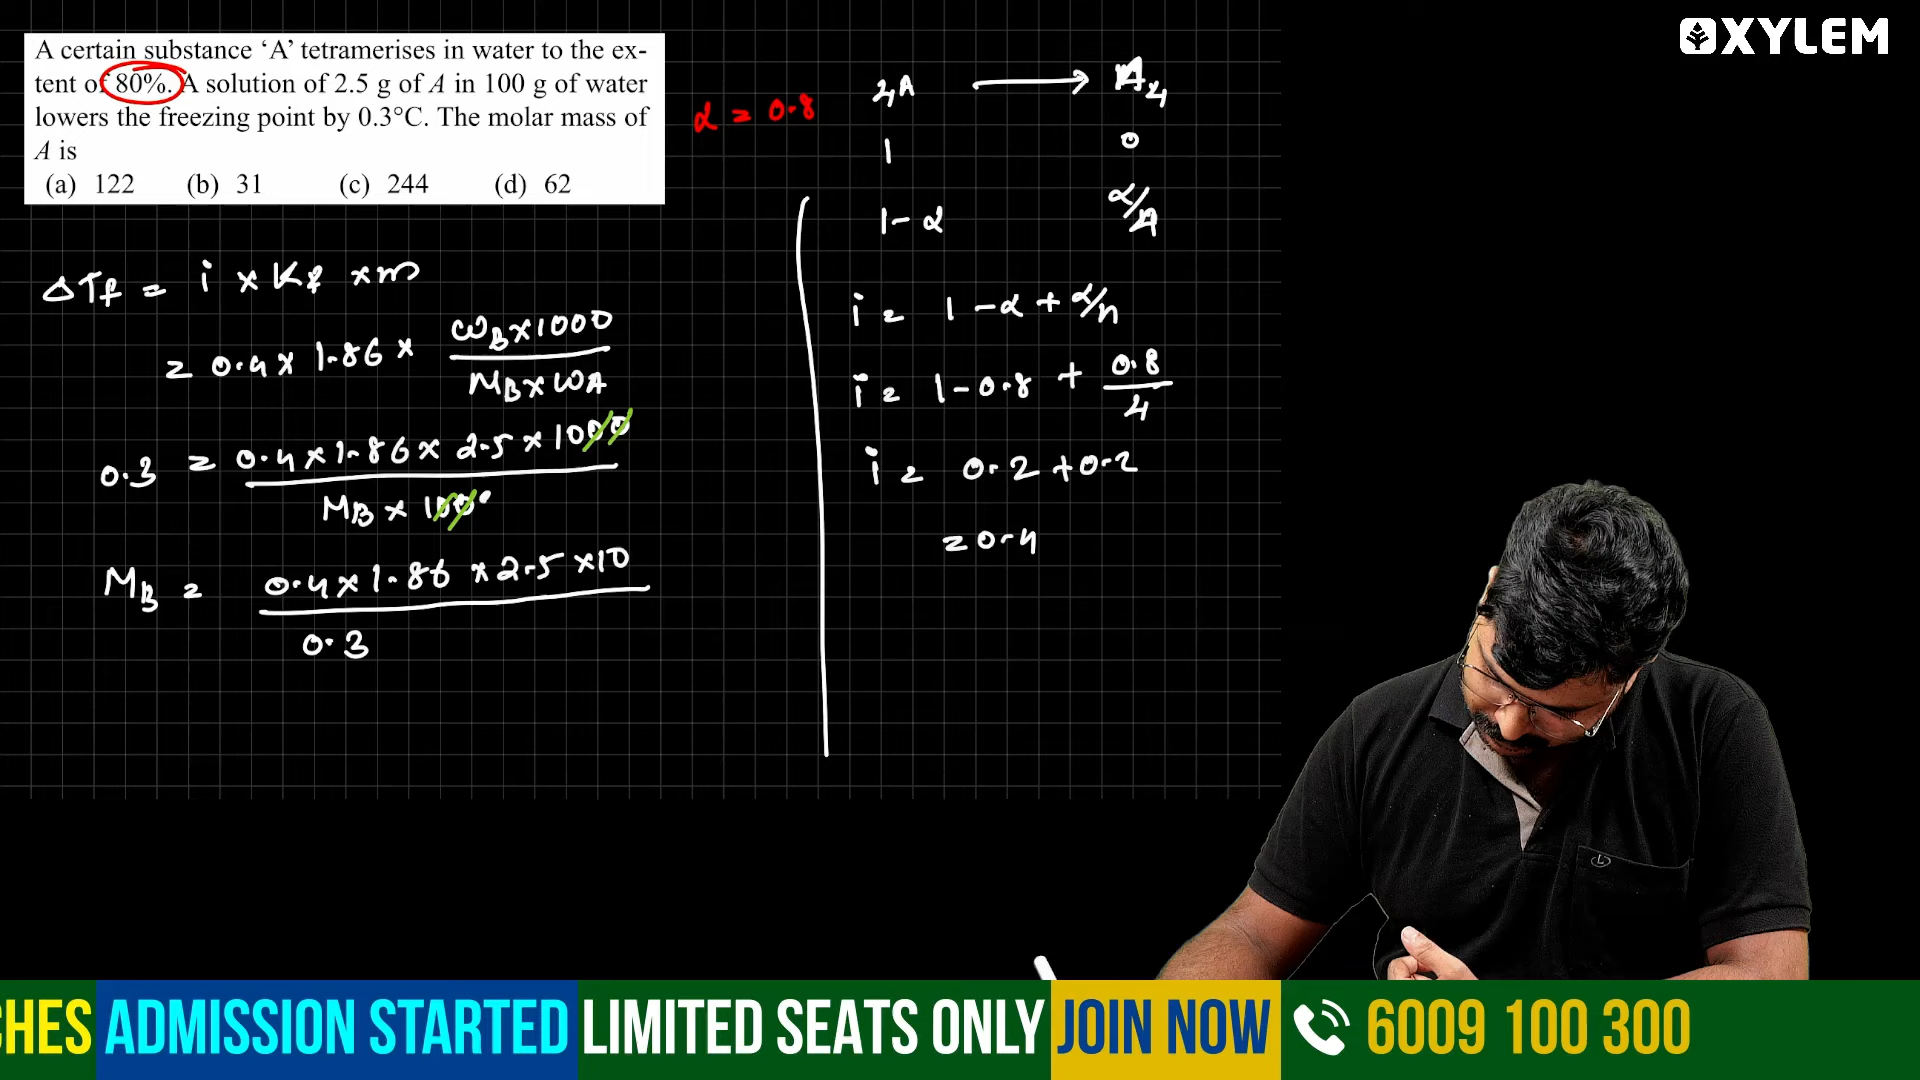 OXYLEM
A certain substance ‘A’ tetramerises in water to the ex-
tent of 80%. A solution of 2.5 g of A in 100 g of water
lowers the freezing point by 0.3°C. The molar mass of
A is
(a) 122 (b) 31 (c) 244 (d) 62
α = 0.8
4A ⟶ A₄
1 0
1-α α/4
ΔTf = i × Kf × m
= 0.4 × 1.86 × (WB × 1000)/(MB × WA)
0.3 = (0.4 × 1.86 × 2.5 × 1000)/(MB × 100)
MB = (0.4 × 1.86 × 2.5 × 10)/0.3
i = 1 - α + α/n
i = 1 - 0.8 + 0.8/4
i = 0.2 + 0.2
= 0.4
CHES ADMISSION STARTED LIMITED SEATS ONLY JOIN NOW 6009 100 300